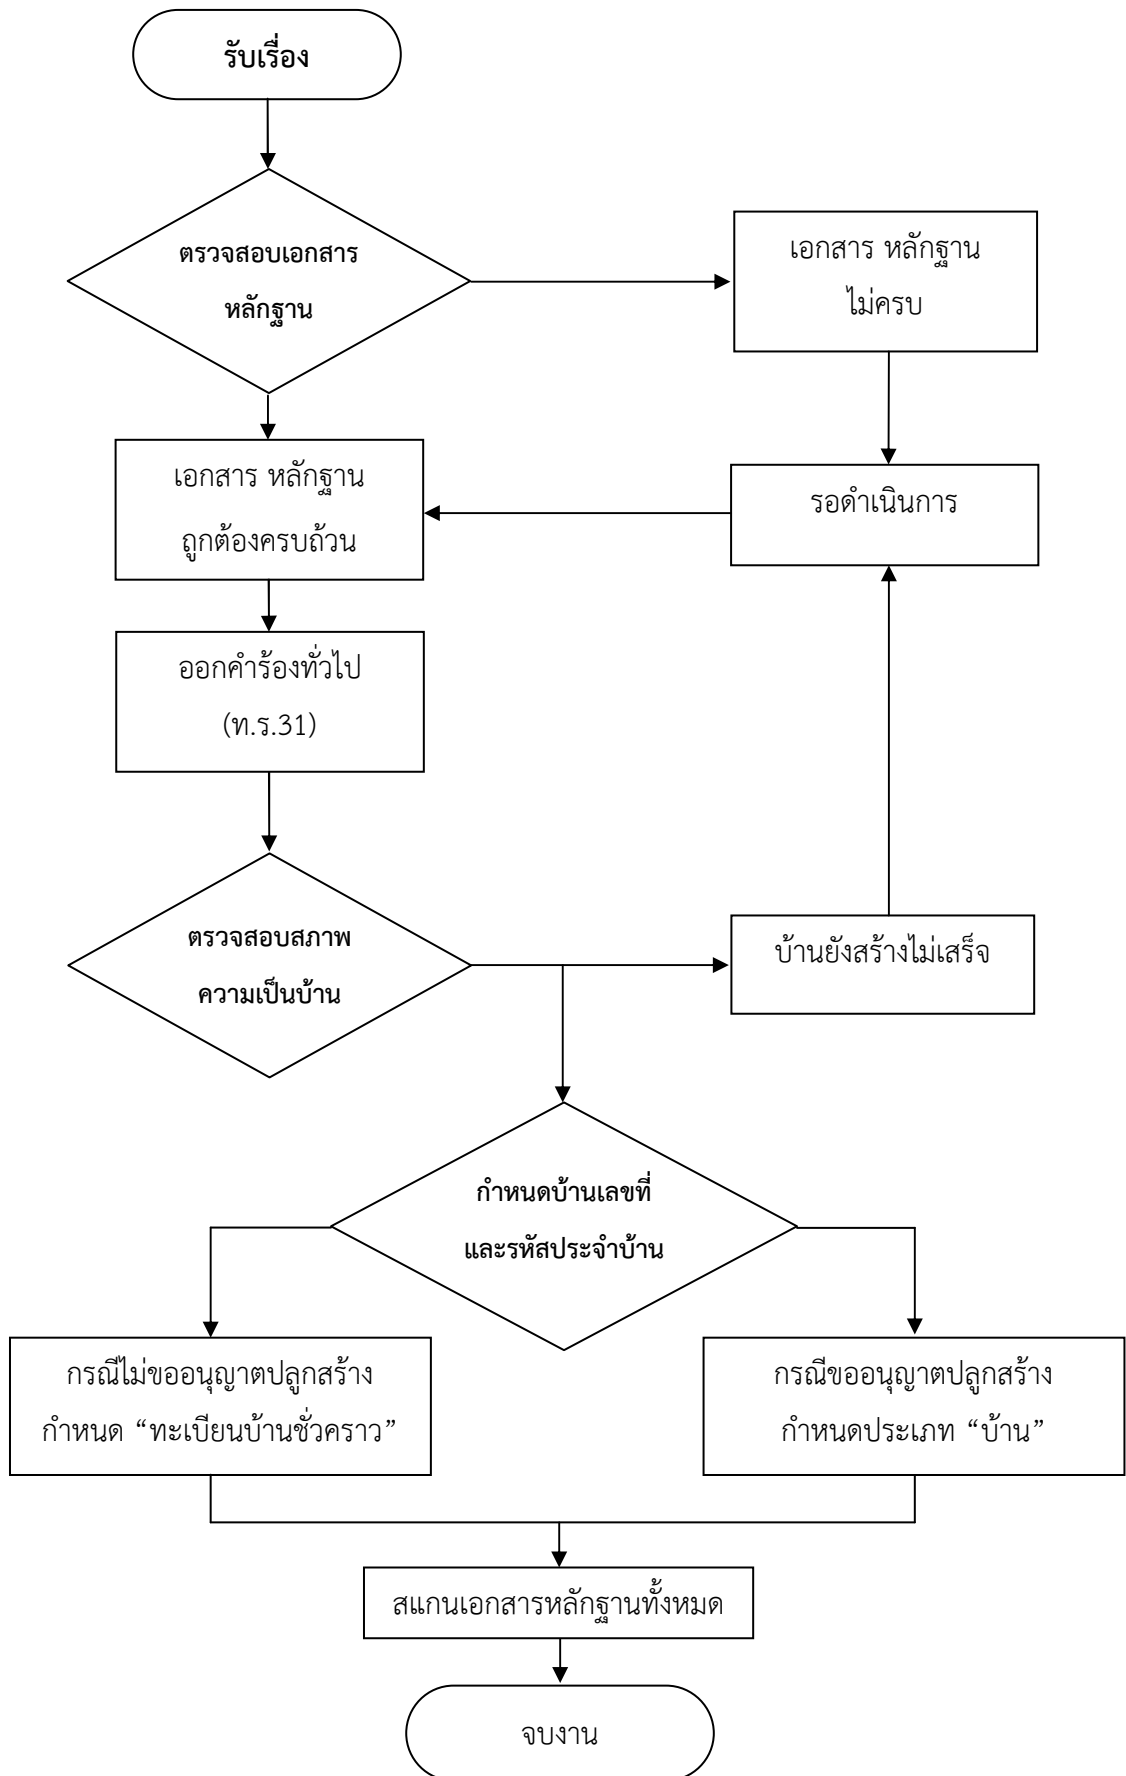 รับเรื่อง
ตรวจสอบเอกสาร
หลักฐาน
เอกสาร หลักฐาน
ไม่ครบ
เอกสาร หลักฐาน
ถูกต้องครบถ้วน
รอดำเนินการ
ออกคำร้องทั่วไป
(ท.ร.31)
ตรวจสอบสภาพ
ความเป็นบ้าน
บ้านยังสร้างไม่เสร็จ
กำหนดบ้านเลขที่
และรหัสประจำบ้าน
กรณีไม่ขออนุญาตปลูกสร้าง
กำหนด “ทะเบียนบ้านชั่วคราว”
กรณีขออนุญาตปลูกสร้าง
กำหนดประเภท “บ้าน”
สแกนเอกสารหลักฐานทั้งหมด
จบงาน